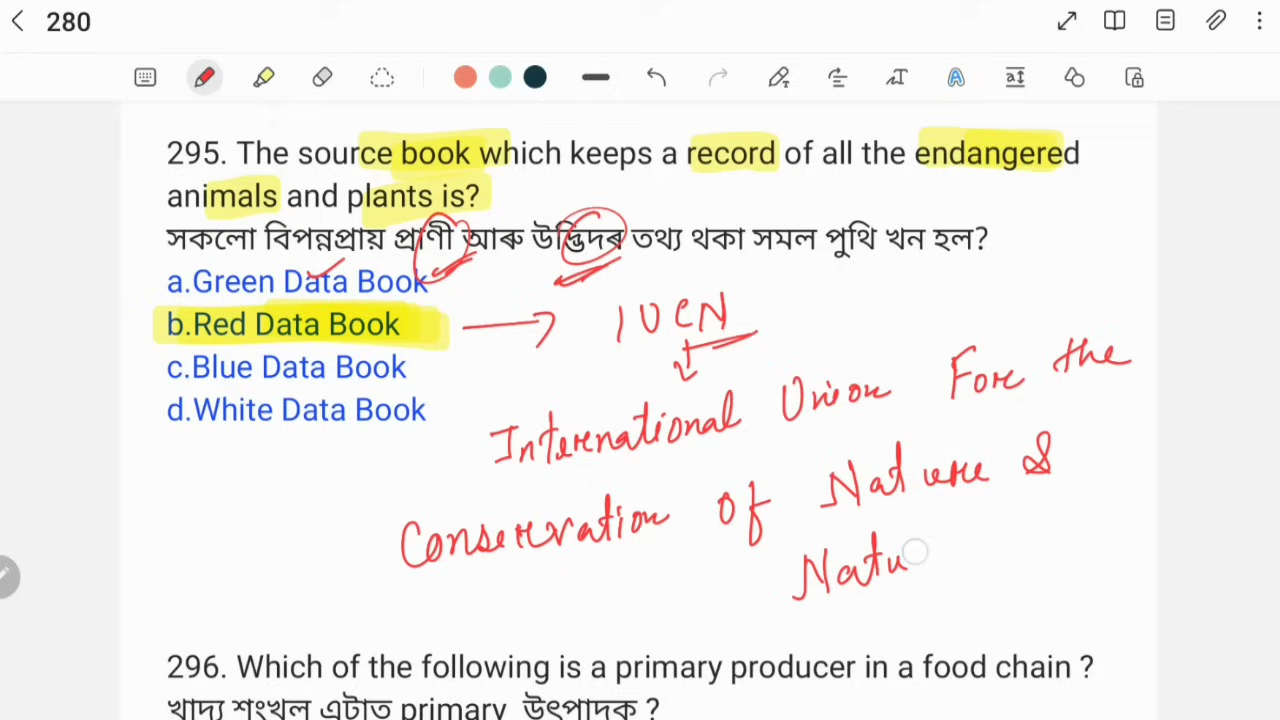 280
295. The source book which keeps a record of all the endangered
animals and plants is?
সকলো বিপন্নপ্ৰায় প্ৰাণী আৰু উদ্ভিদৰ তথ্য থকা সমল পুথি খন হল?
a.Green Data Book
b.Red Data Book
IUCN
c.Blue Data Book
d.White Data Book
International Union For the
Conservation of Nature &
Natu
296. Which of the following is a primary producer in a food chain ?
খাদ্য শংখল এটাত primary উৎপাদক ?